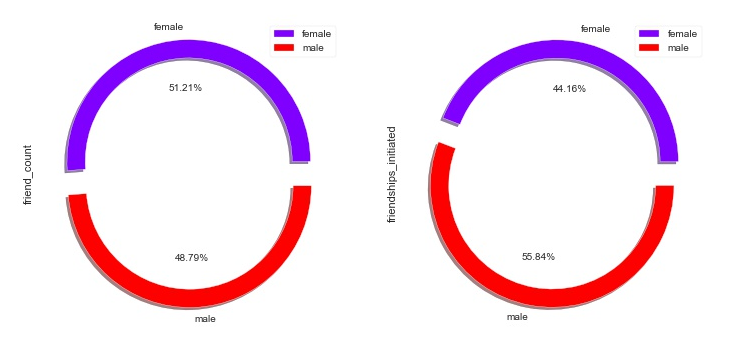 female
female
male
51.21%
friend_count
48.79%
male
female
female
male
44.16%
friendships_initiated
55.84%
male